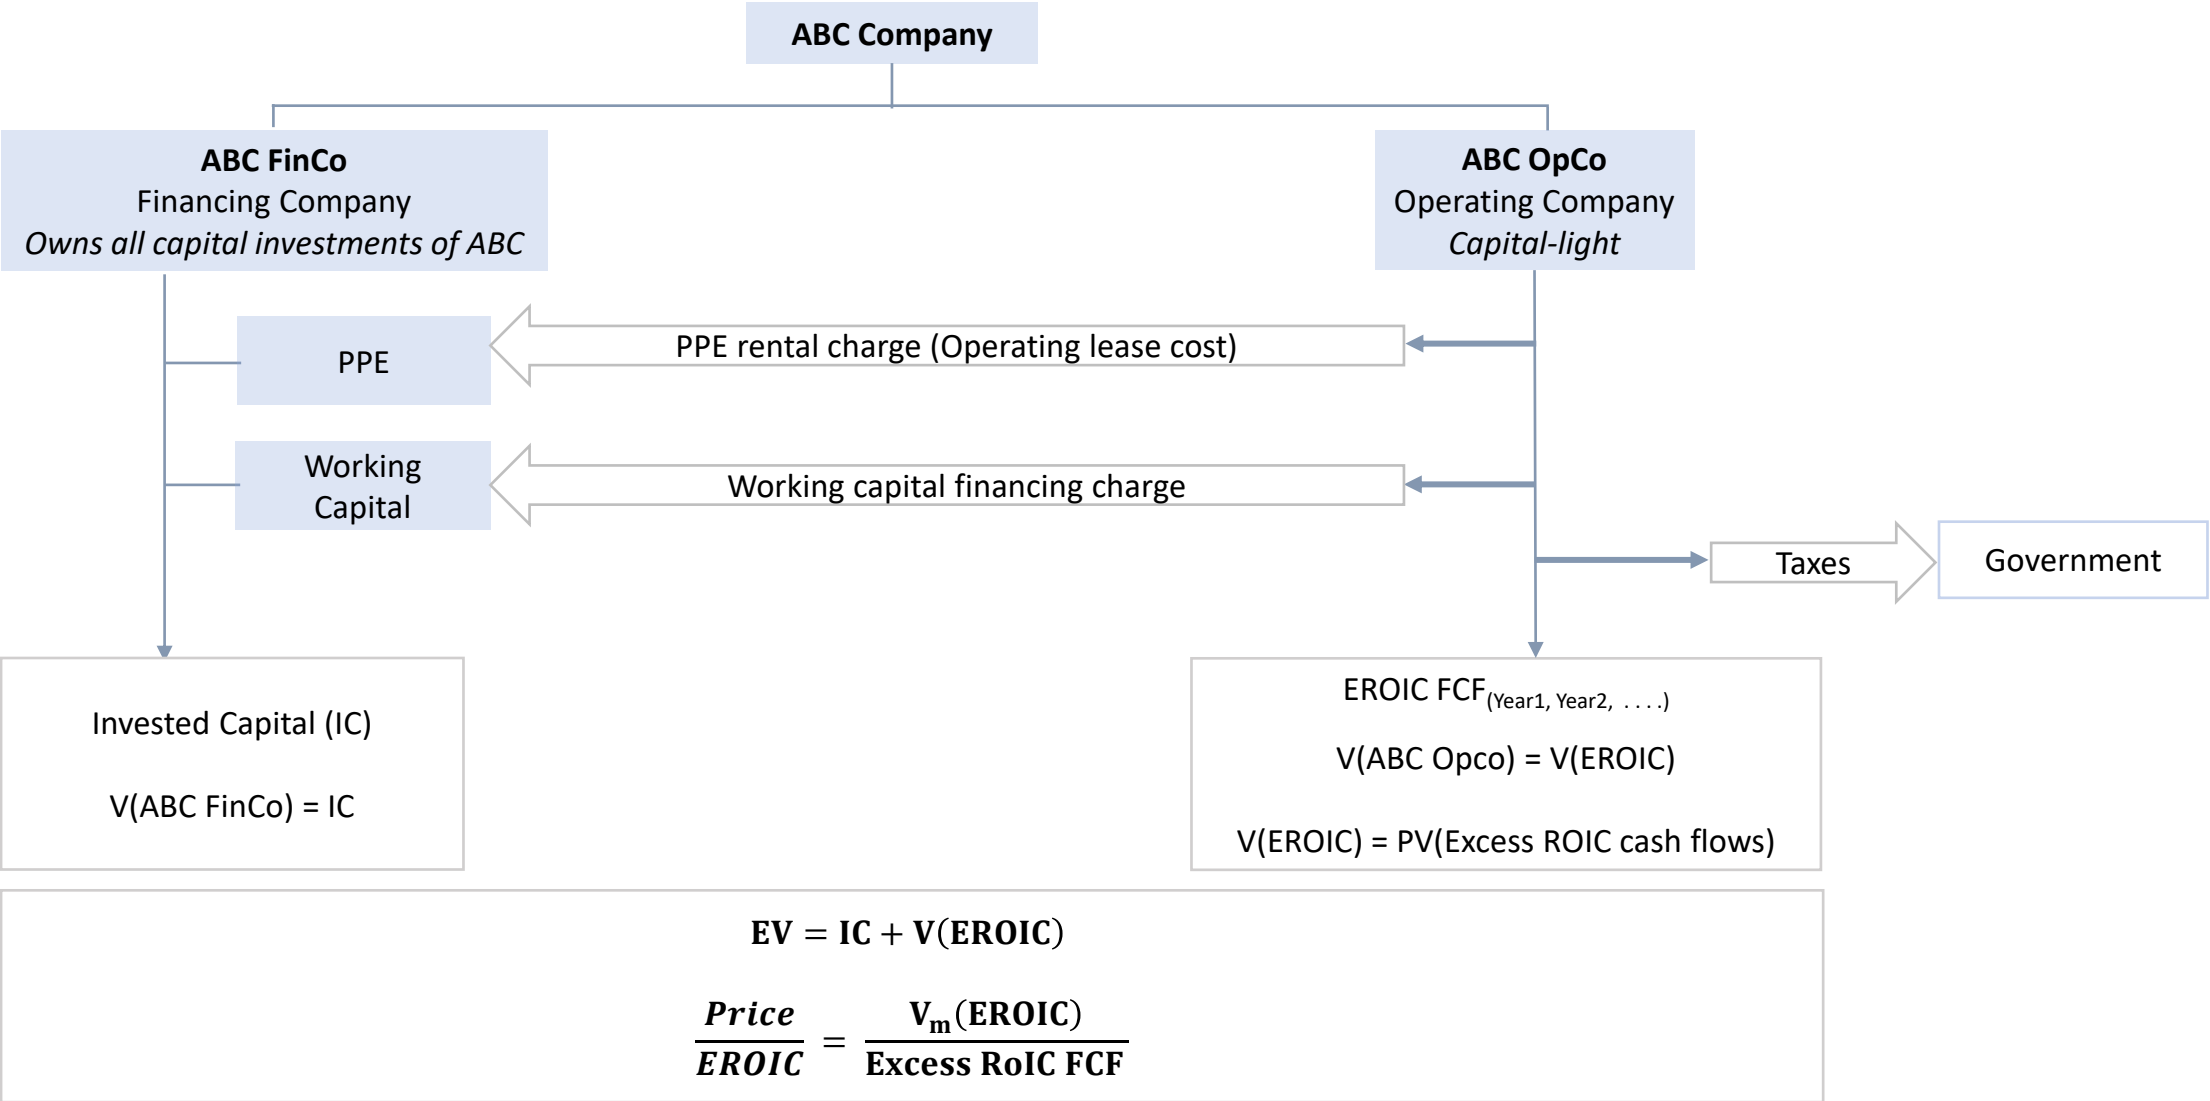 ABC Company
ABC FinCo
Financing Company
Owns all capital investments of ABC
ABC OpCo
Operating Company
Capital-light
PPE
PPE rental charge (Operating lease cost)
Working
Capital
Working capital financing charge
Taxes
Government
Invested Capital (IC)
V(ABC FinCo) = IC
EROIC FCF(Year1, Year2, . . . .)
V(ABC Opco) = V(EROIC)
V(EROIC) = PV(Excess ROIC cash flows)
EV = IC + V(EROIC)
Price / EROIC = Vm(EROIC) / Excess RoIC FCF